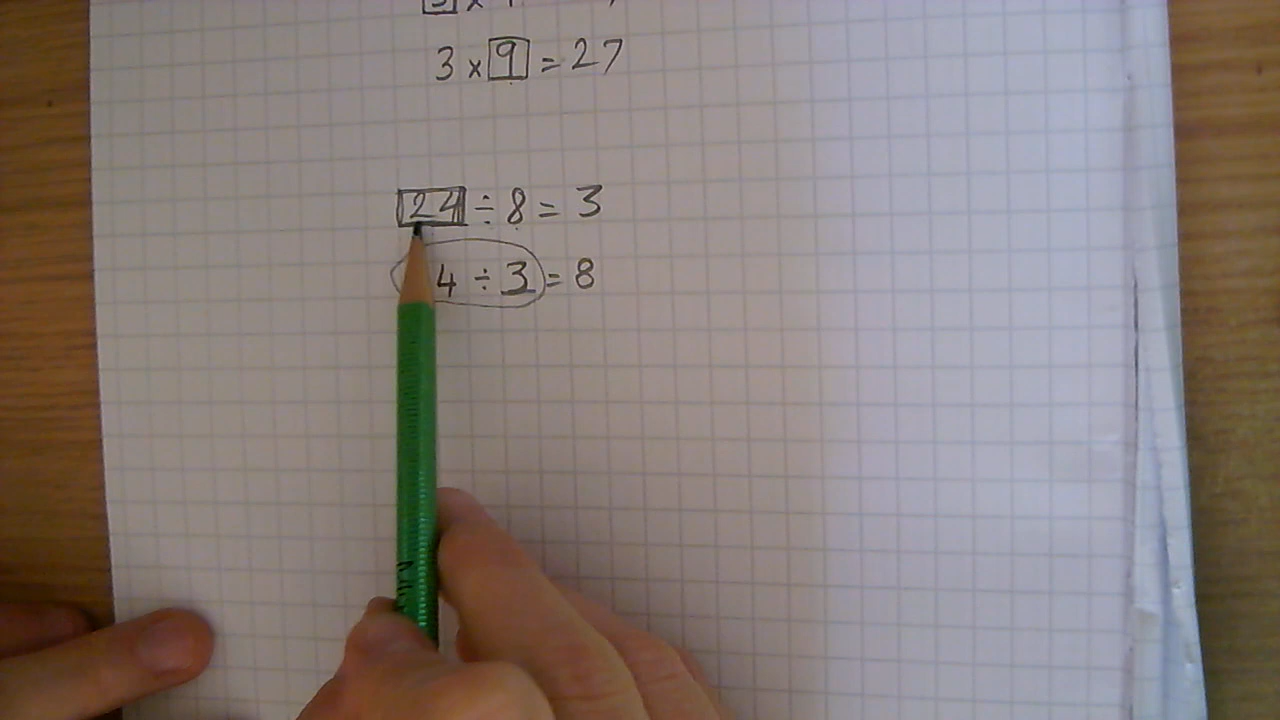 3 × 9 = 27
24 ÷ 8 = 3
4 ÷ 3 = 8